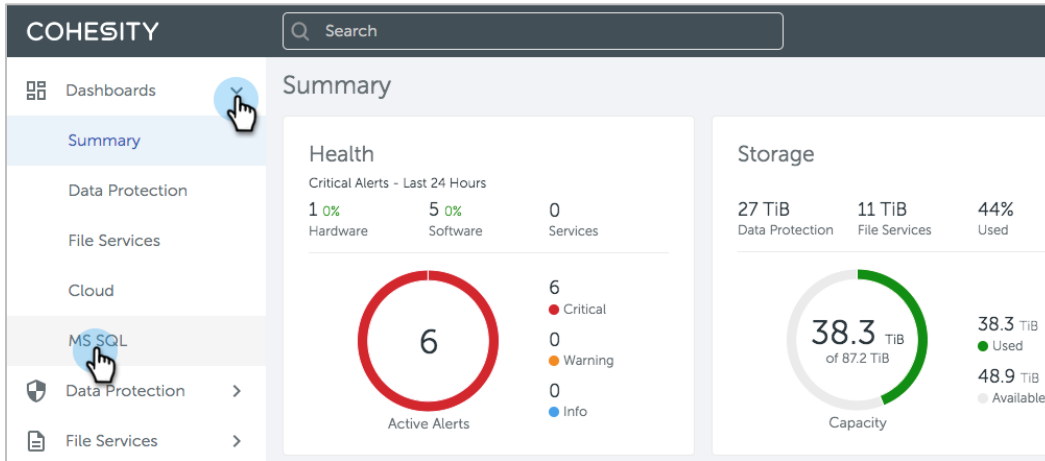 COHESITY
Search
Dashboards
Summary
Data Protection
File Services
Cloud
MS SQL
Data Protection
File Services
Summary
Health
Critical Alerts - Last 24 Hours
1 0% 5 0% 0
Hardware Software Services
6
Active Alerts
6
Critical
0
Warning
0
Info
Storage
27 TiB 11 TiB 44%
Data Protection File Services Used
38.3 TiB
of 87.2 TiB
Capacity
38.3 TiB
Used
48.9 TiB
Available